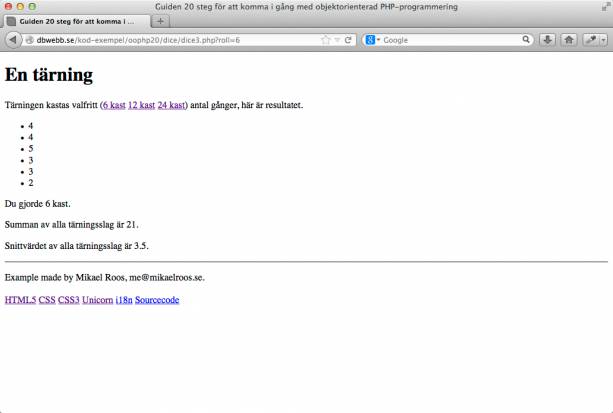 Guiden 20 steg för att komma i gång med objektorienterad PHP-programmering
Guiden 20 steg för att komma i ...
dbwebb.se/kod-exempel/oophp20/dice/dice3.php?roll=6
Google
En tärning
Tärningen kastas valfritt (6 kast 12 kast 24 kast) antal gånger, här är resultatet.
4
4
5
3
3
2
Du gjorde 6 kast.
Summan av alla tärningsslag är 21.
Snittvärdet av alla tärningsslag är 3.5.
Example made by Mikael Roos, me@mikaelroos.se.
HTML5 CSS CSS3 Unicorn i18n Sourcecode